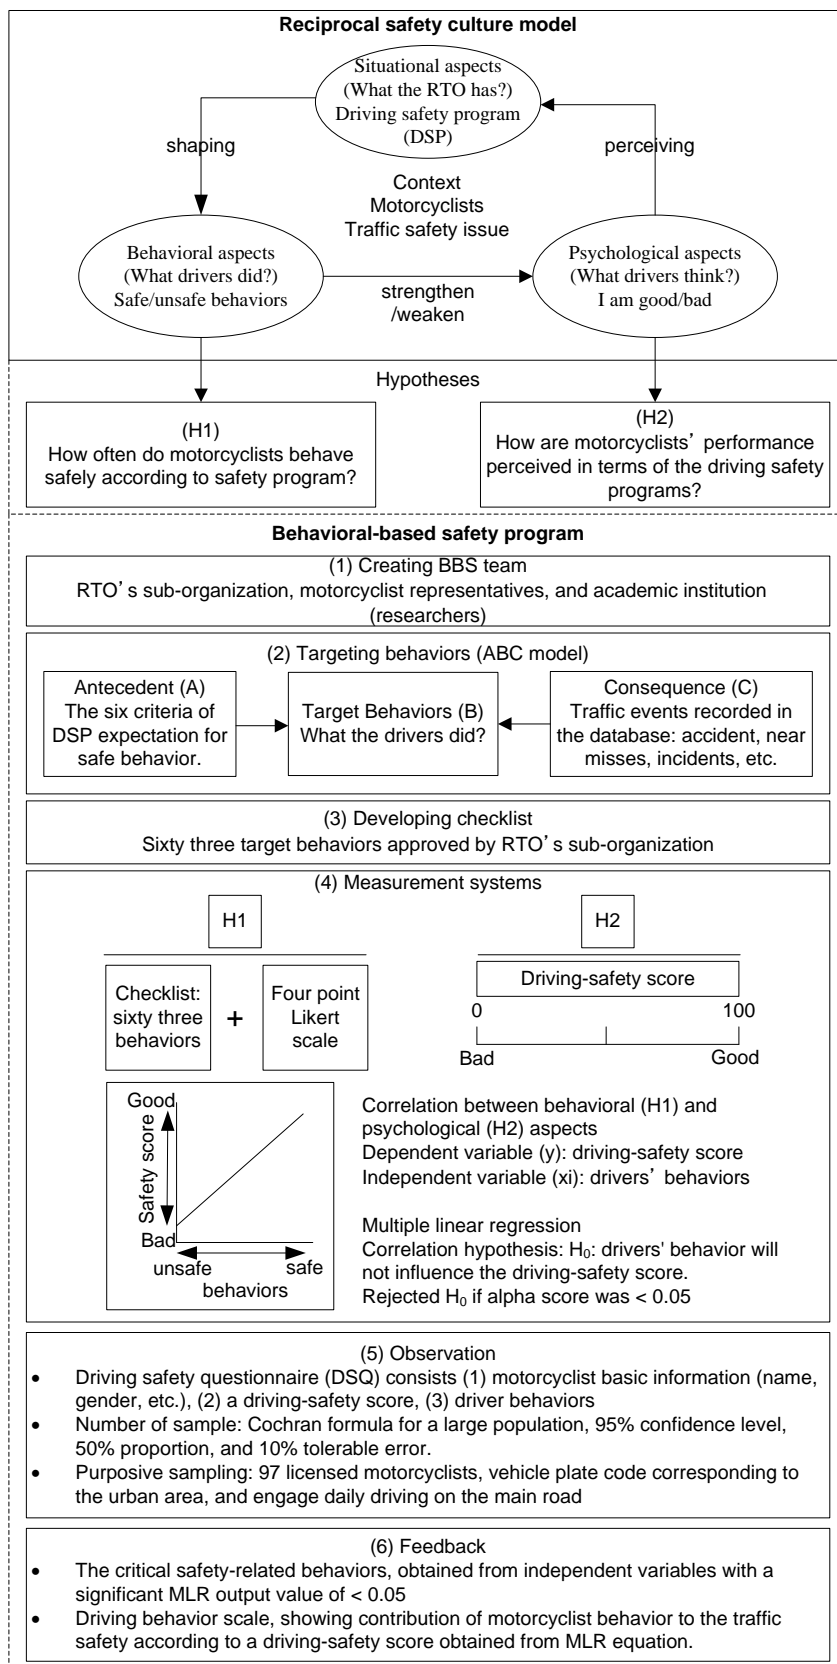 Reciprocal safety culture model
Situational aspects
(What the RTO has?)
Driving safety program
(DSP)
shaping
perceiving
Context
Motorcyclists
Traffic safety issue
Behavioral aspects
(What drivers did?)
Safe/unsafe behaviors
strengthen
/weaken
Psychological aspects
(What drivers think?)
I am good/bad
Hypotheses
(H1)
How often do motorcyclists behave
safely according to safety program?
(H2)
How are motorcyclists’ performance
perceived in terms of the driving safety
programs?
Behavioral-based safety program
(1) Creating BBS team
RTO’s sub-organization, motorcyclist representatives, and academic institution
(researchers)
(2) Targeting behaviors (ABC model)
Antecedent (A)
The six criteria of
DSP expectation for
safe behavior.
Target Behaviors (B)
What the drivers did?
Consequence (C)
Traffic events recorded in
the database: accident, near
misses, incidents, etc.
(3) Developing checklist
Sixty three target behaviors approved by RTO’s sub-organization
(4) Measurement systems
H1
Checklist:
sixty three
behaviors
+
Four point
Likert
scale
H2
Driving-safety score
0 100
Bad Good
Good
Safety score
Bad
unsafe safe
behaviors
Correlation between behavioral (H1) and
psychological (H2) aspects
Dependent variable (y): driving-safety score
Independent variable (xi): drivers’ behaviors
Multiple linear regression
Correlation hypothesis: H₀: drivers' behavior will
not influence the driving-safety score.
Rejected H₀ if alpha score was < 0.05
(5) Observation
• Driving safety questionnaire (DSQ) consists (1) motorcyclist basic information (name,
gender, etc.), (2) a driving-safety score, (3) driver behaviors
• Number of sample: Cochran formula for a large population, 95% confidence level,
50% proportion, and 10% tolerable error.
• Purposive sampling: 97 licensed motorcyclists, vehicle plate code corresponding to
the urban area, and engage daily driving on the main road
(6) Feedback
• The critical safety-related behaviors, obtained from independent variables with a
significant MLR output value of < 0.05
• Driving behavior scale, showing contribution of motorcyclist behavior to the traffic
safety according to a driving-safety score obtained from MLR equation.